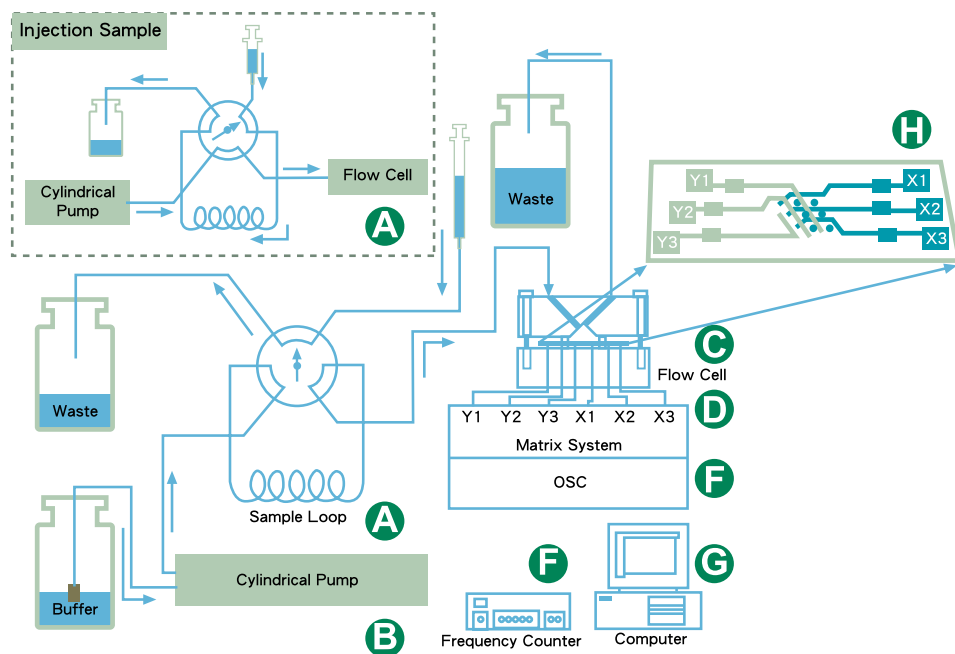 Injection Sample
Cylindrical
Pump
Flow Cell
A
H
Y1
X1
Y2
X2
Y3
X3
Waste
Waste
C
Flow Cell
D
Y1 Y2 Y3 X1 X2 X3
Matrix System
OSC
F
Sample Loop
A
Buffer
Cylindrical Pump
B
F
Frequency Counter
G
Computer